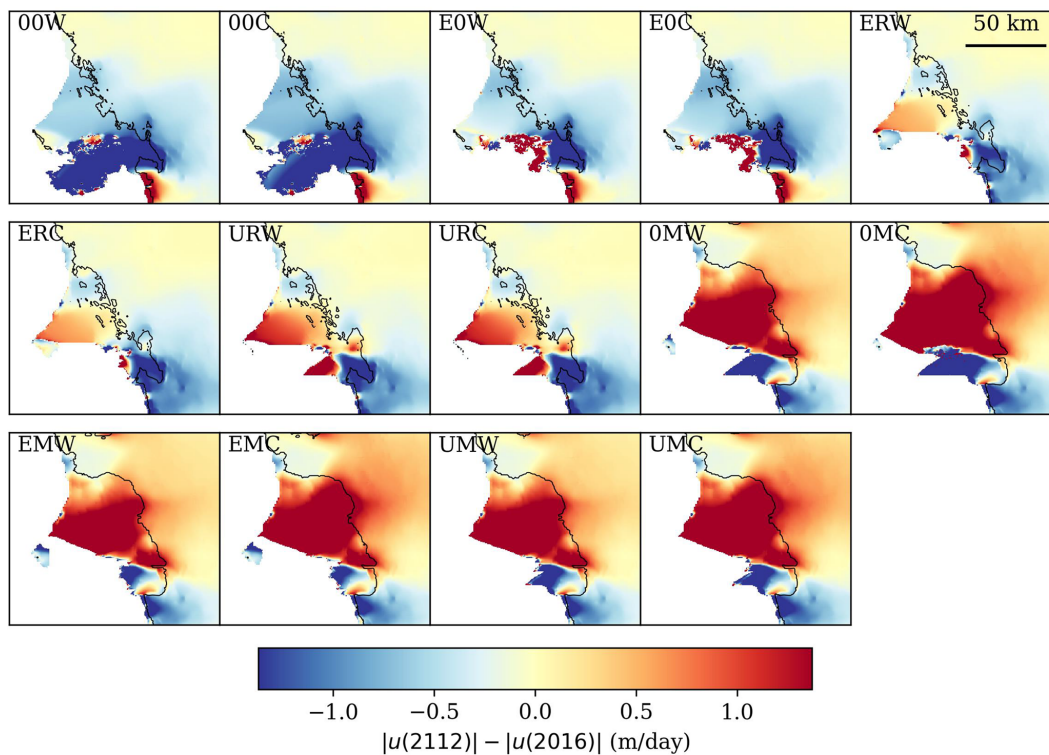 00W 00C E0W E0C ERW 50 km
ERC URW URC 0MW 0MC
EMW EMC UMW UMC
−1.0 −0.5 0.0 0.5 1.0
|u(2112)| − |u(2016)| (m/day)